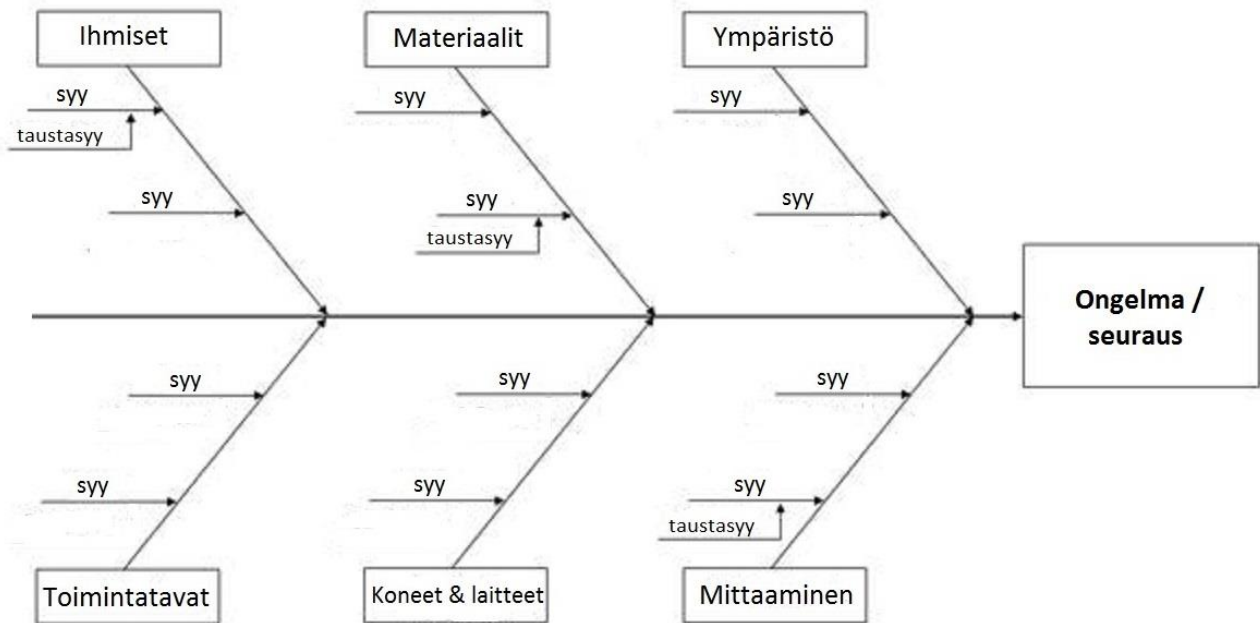 Ihmiset
Materiaalit
Ympäristö
syy
syy
syy
taustasyy
syy
syy
syy
taustasyy
Ongelma /
seuraus
syy
syy
syy
syy
syy
syy
taustasyy
Toimintatavat
Koneet & laitteet
Mittaaminen